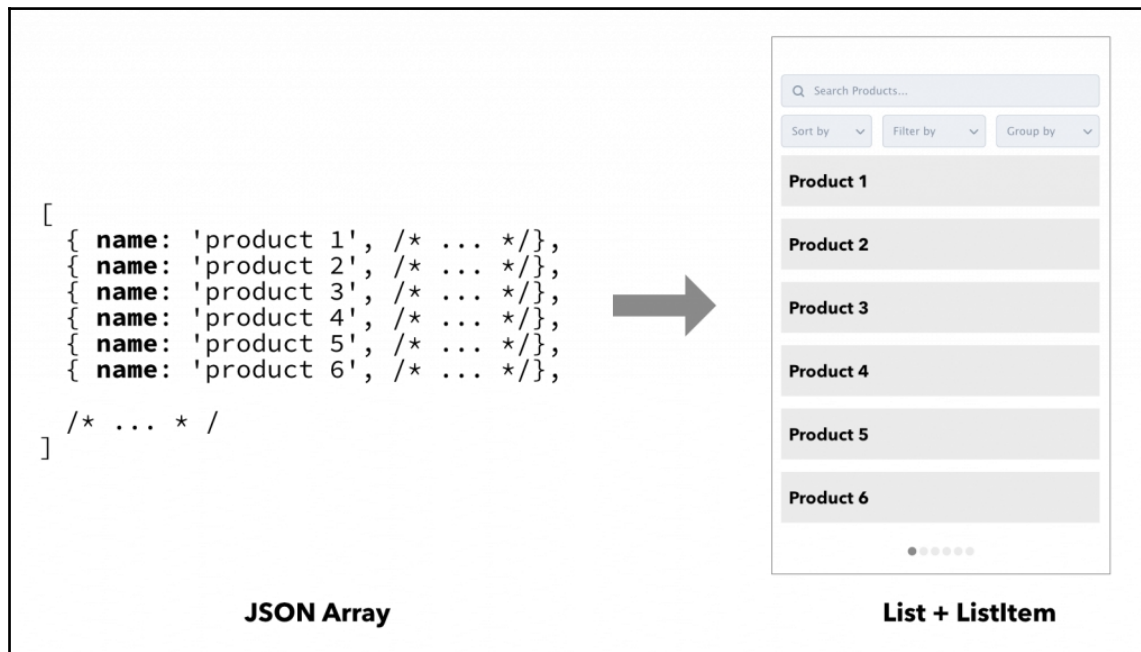 [
{ name: 'product 1', /* ... */},
{ name: 'product 2', /* ... */},
{ name: 'product 3', /* ... */},
{ name: 'product 4', /* ... */},
{ name: 'product 5', /* ... */},
{ name: 'product 6', /* ... */},
/* ... * /
]
JSON Array
Search Products...
Sort by
Filter by
Group by
Product 1
Product 2
Product 3
Product 4
Product 5
Product 6
List + ListItem